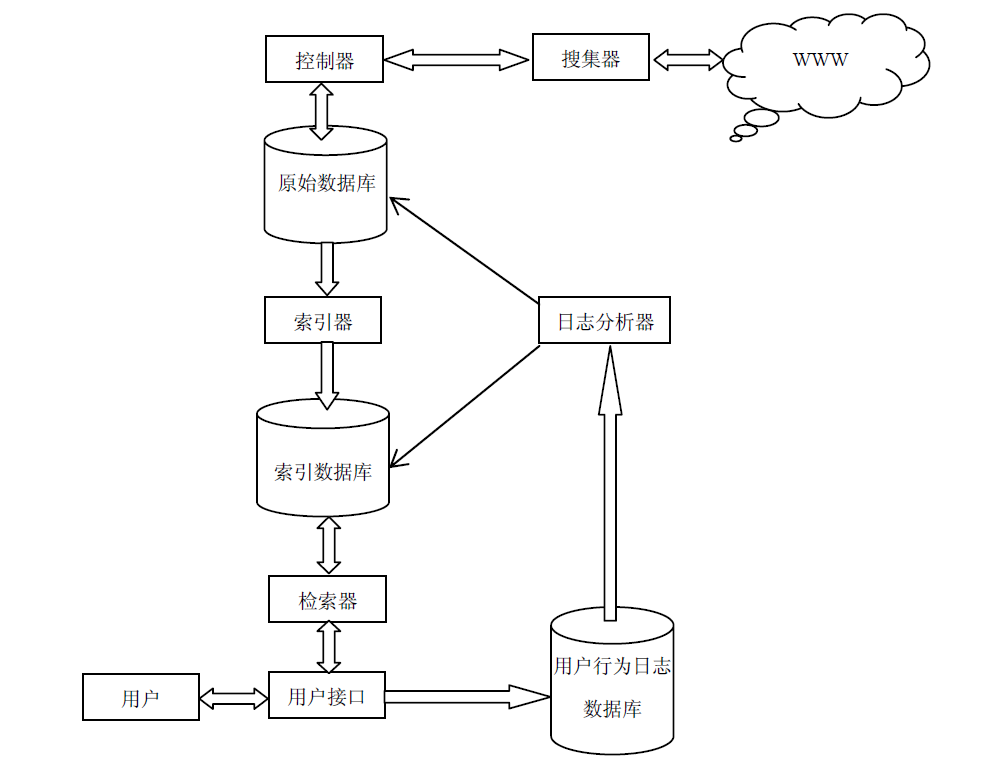 控制器
搜集器
WWW
原始数据库
索引器
日志分析器
索引数据库
检索器
用户行为日志
数据库
用户
用户接口